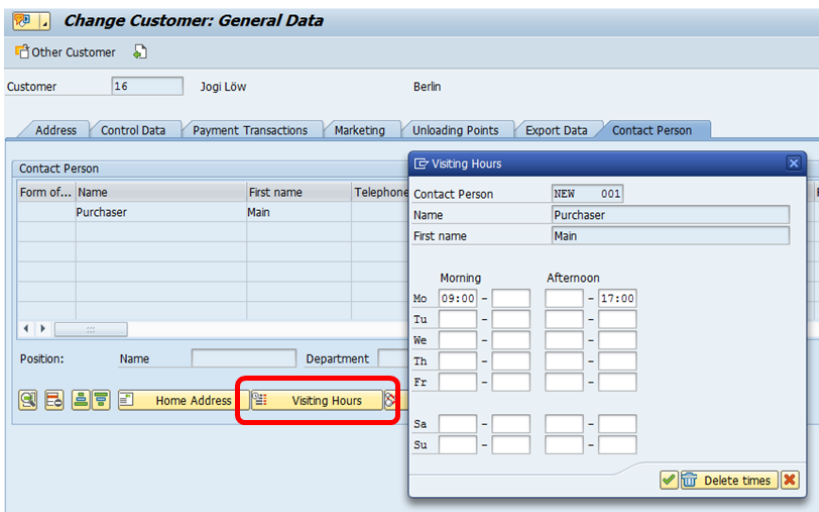 Change Customer: General Data
Other Customer
Customer 16 Jogi Löw Berlin
Address Control Data Payment Transactions Marketing Unloading Points Export Data Contact Person
Contact Person
Form of... Name First name Telephone
Purchaser Main
Position: Name Department
Home Address Visiting Hours
Visiting Hours
Contact Person NEW 001
Name Purchaser
First name Main
Morning Afternoon
Mo 09:00 - - 17:00
Tu - -
We - -
Th - -
Fr - -
Sa - -
Su - -
Delete times